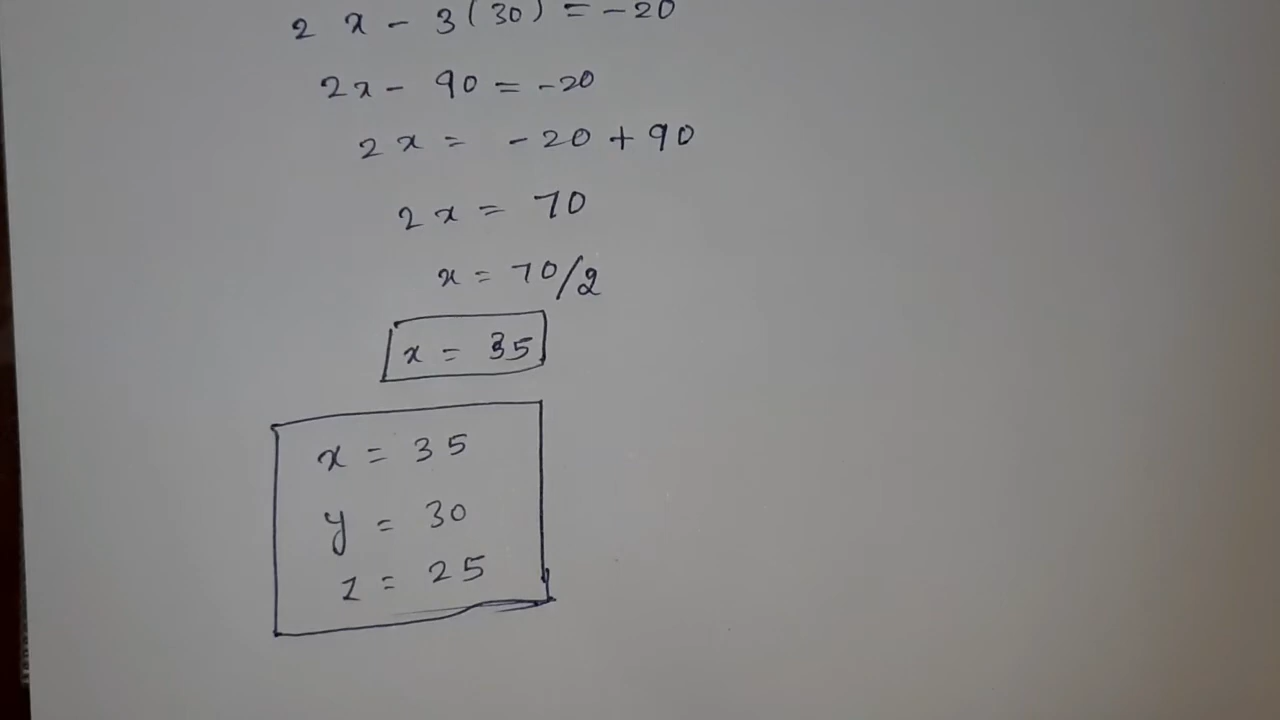 2x - 3(30) = -20
2x - 90 = -20
2x = -20 + 90
2x = 70
x = 70/2
x = 35
x = 35
y = 30
z = 25